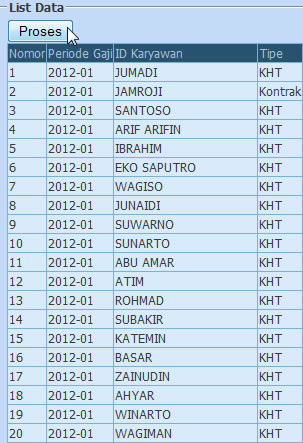 List Data
Proses
Nomor Periode Gaji ID Karyawan Tipe
1 2012-01 JUMADI KHT
2 2012-01 JAMROJI Kontrak
3 2012-01 SANTOSO KHT
4 2012-01 ARIF ARIFIN KHT
5 2012-01 IBRAHIM KHT
6 2012-01 EKO SAPUTRO KHT
7 2012-01 WAGISO KHT
8 2012-01 JUNAIDI KHT
9 2012-01 SUWARNO KHT
10 2012-01 SUNARTO KHT
11 2012-01 ABU AMAR KHT
12 2012-01 ATIM KHT
13 2012-01 ROHMAD KHT
14 2012-01 SUBAKIR KHT
15 2012-01 KATEMIN KHT
16 2012-01 BASAR KHT
17 2012-01 ZAINUDIN KHT
18 2012-01 AHYAR KHT
19 2012-01 WINARTO KHT
20 2012-01 WAGIMAN KHT